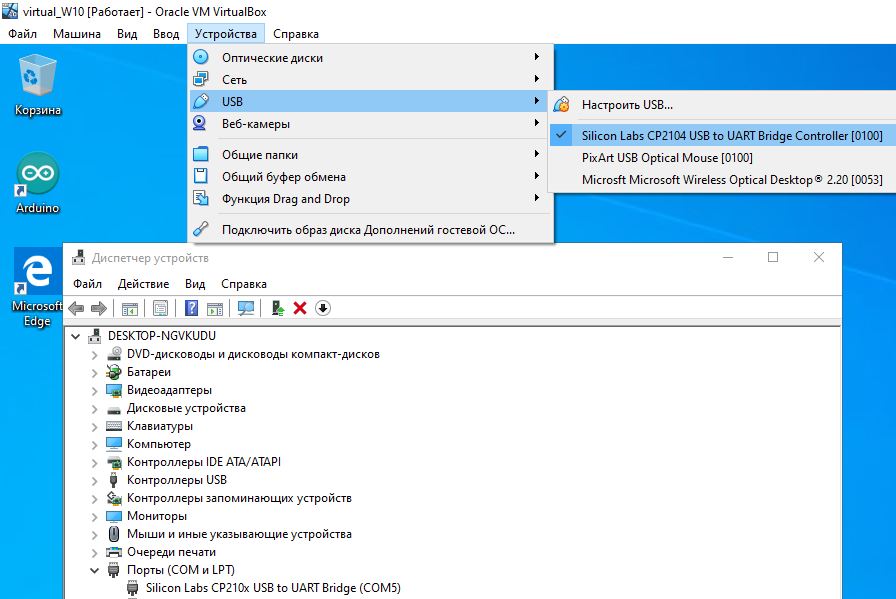 virtual_W10 [Работает] - Oracle VM VirtualBox
Файл Машина Вид Ввод Устройства Справка
Оптические диски
Сеть
USB
Веб-камеры
Общие папки
Общий буфер обмена
Функция Drag and Drop
Подключить образ диска Дополнений гостевой ОС...
Настроить USB...
Silicon Labs CP2104 USB to UART Bridge Controller [0100]
PixArt USB Optical Mouse [0100]
Microsft Microsoft Wireless Optical Desktop® 2.20 [0053]
Корзина
Arduino
Microsoft
Edge
Диспетчер устройств
Файл Действие Вид Справка
DESKTOP-NGVKUDU
DVD-дисководы и дисководы компакт-дисков
Батареи
Видеоадаптеры
Дисковые устройства
Клавиатуры
Компьютер
Контроллеры IDE ATA/ATAPI
Контроллеры USB
Контроллеры запоминающих устройств
Мониторы
Мыши и иные указывающие устройства
Очереди печати
Порты (COM и LPT)
Silicon Labs CP210x USB to UART Bridge (COM5)